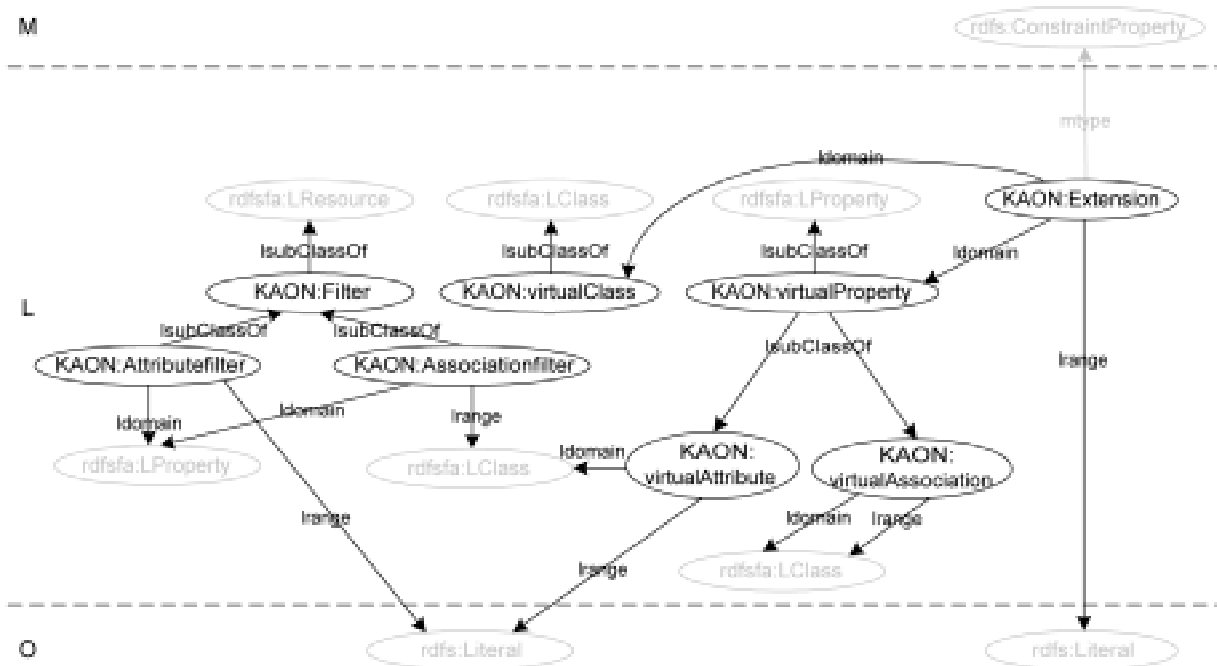 M
rdfs:ConstraintProperty
mtype
ldomain
rdfsfa:LResource
rdfsfa:LClass
rdfsfa:LProperty
KAON:Extension
lsubClassOf
lsubClassOf
lsubClassOf
ldomain
L
KAON:Filter
KAON:virtualClass
KAON:virtualProperty
lsubClassOf
lsubClassOf
lsubClassOf
KAON:Attributefilter
KAON:Associationfilter
lrange
ldomain
ldomain
lrange
ldomain
rdfsfa:LProperty
rdfsfa:LClass
KAON:
virtualAttribute
KAON:
virtualAssociation
lrange
ldomain
lrange
lrange
rdfsfa:LClass
O
rdfs:Literal
rdfs:Literal